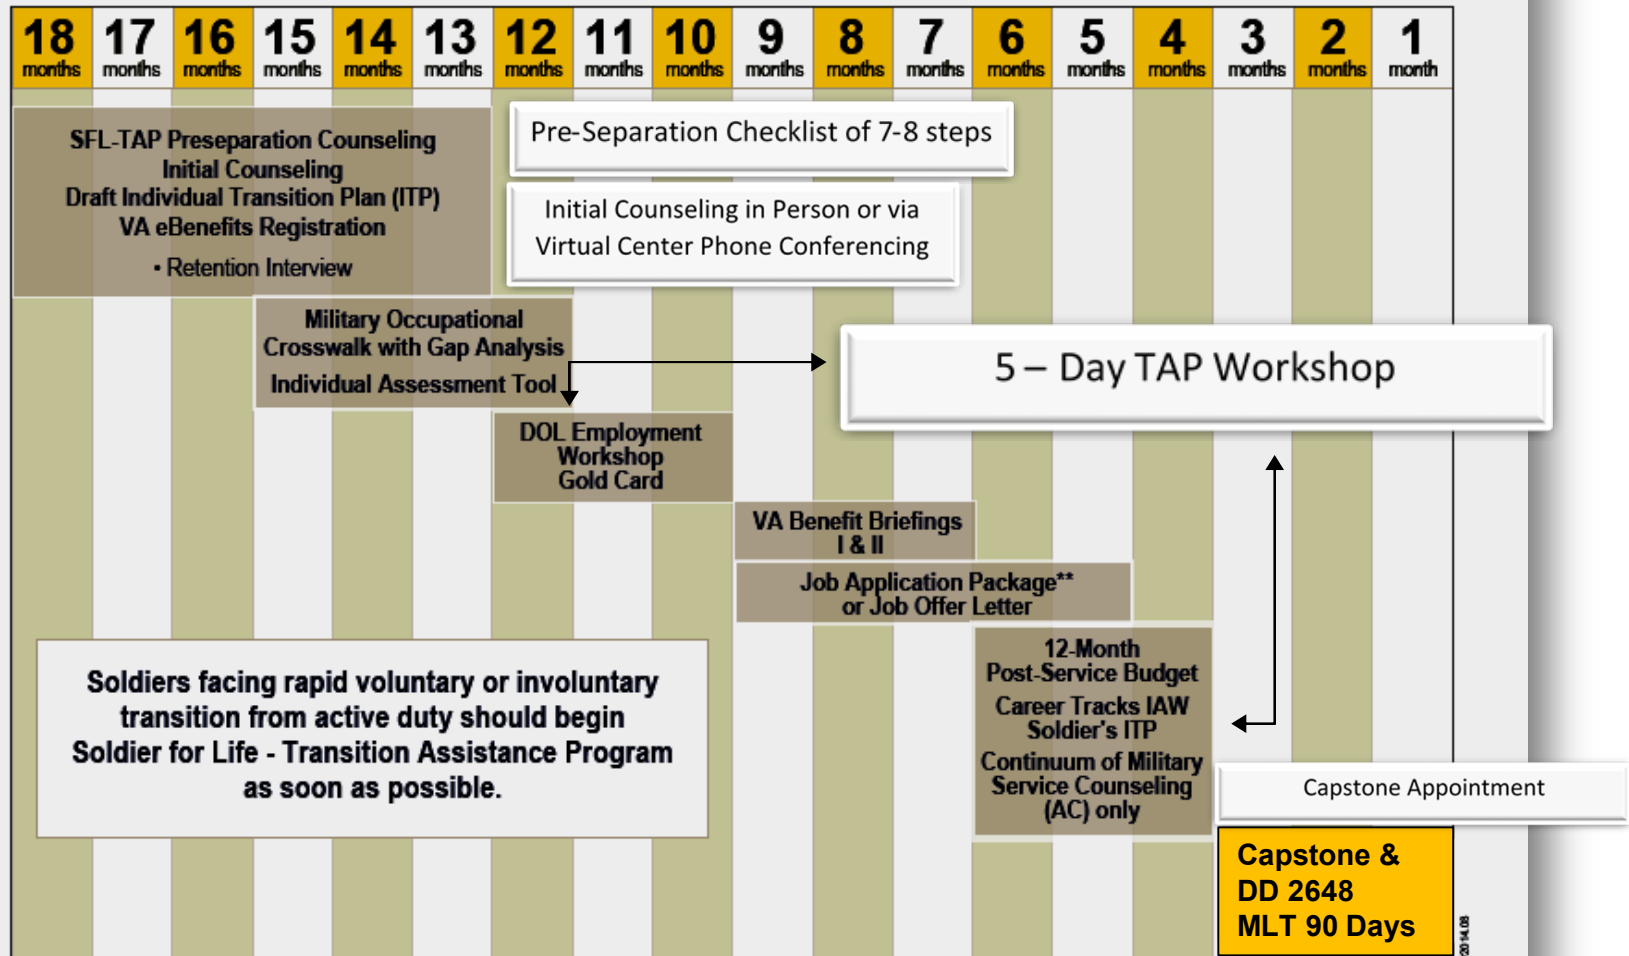 18 17 16 15 14 13 12 11 10 9 8 7 6 5 4 3 2 1
months months months months months months months months months months months months months months months months months month
SFL-TAP Preseparation Counseling
Initial Counseling
Draft Individual Transition Plan (ITP)
VA eBenefits Registration
• Retention Interview
Pre-Separation Checklist of 7-8 steps
Initial Counseling in Person or via
Virtual Center Phone Conferencing
Military Occupational
Crosswalk with Gap Analysis
Individual Assessment Tool
5 – Day TAP Workshop
DOL Employment
Workshop
Gold Card
VA Benefit Briefings
I & II
Job Application Package**
or Job Offer Letter
12-Month
Post-Service Budget
Career Tracks IAW
Soldier's ITP
Continuum of Military
Service Counseling
(AC) only
Soldiers facing rapid voluntary or involuntary
transition from active duty should begin
Soldier for Life - Transition Assistance Program
as soon as possible.
Capstone Appointment
Capstone &
DD 2648
MLT 90 Days
2014.08